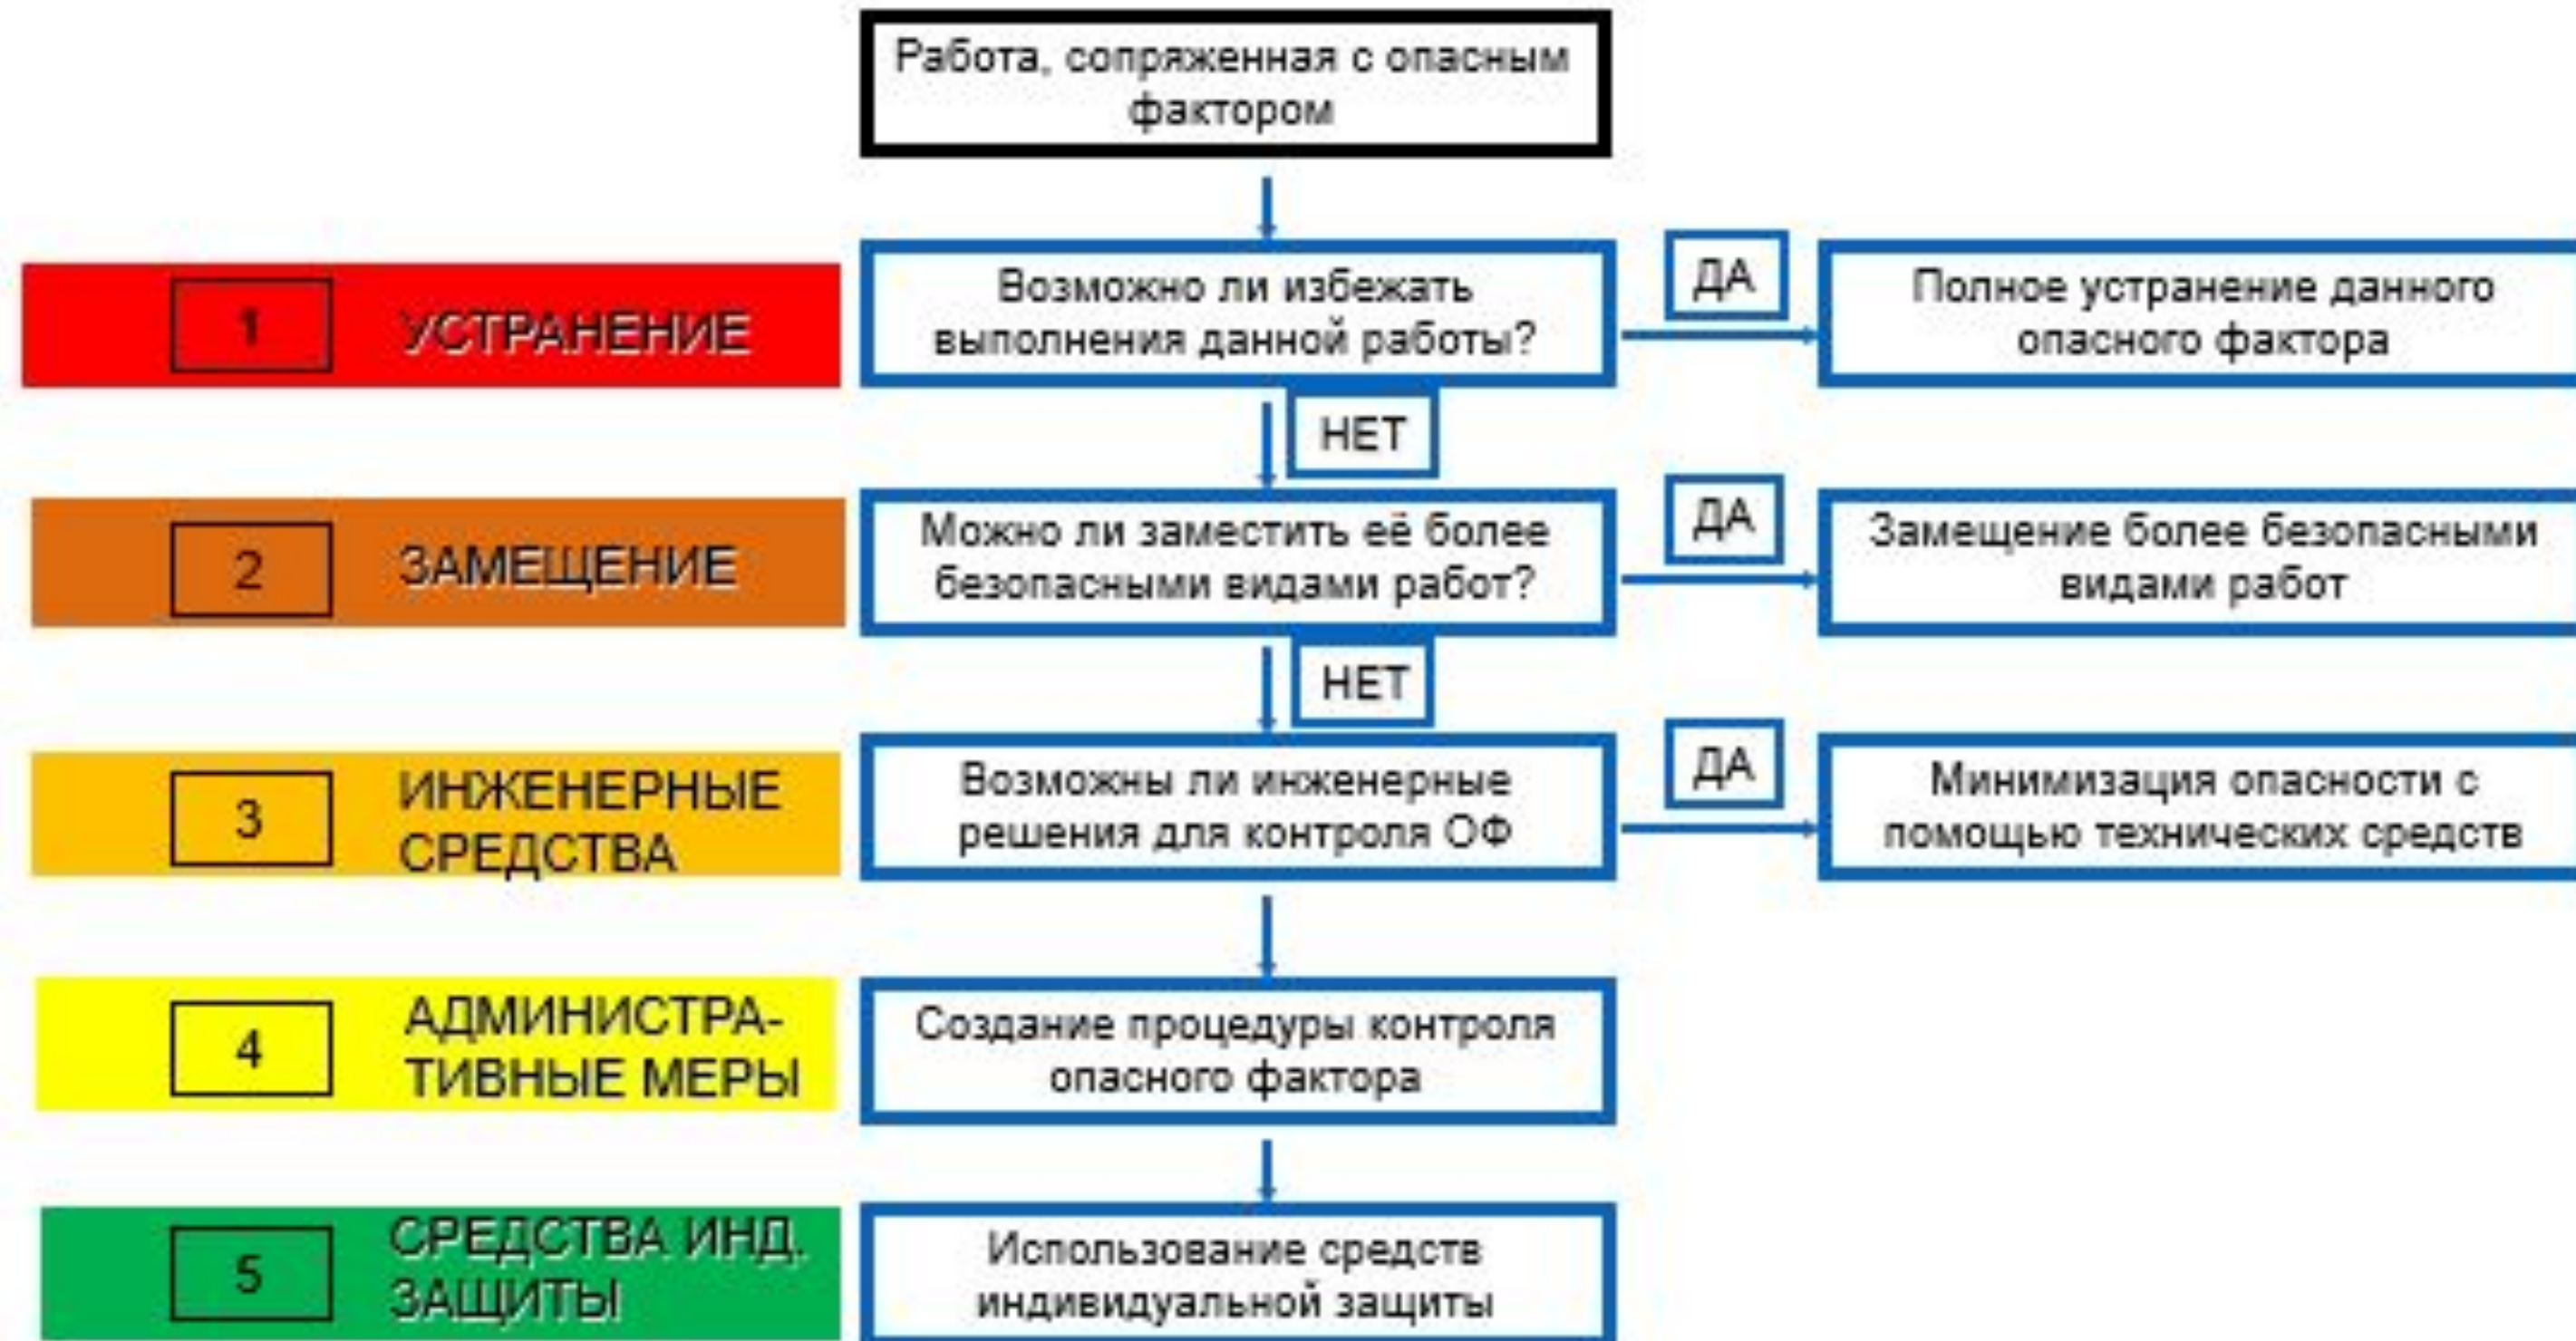 Работа, сопряженная с опасным
фактором
1
УСТРАНЕНИЕ
Возможно ли избежать
выполнения данной работы?
ДА
Полное устранение данного
опасного фактора
НЕТ
2
ЗАМЕЩЕНИЕ
Можно ли заместить её более
безопасными видами работ?
ДА
Замещение более безопасными
видами работ
НЕТ
3
ИНЖЕНЕРНЫЕ
СРЕДСТВА
Возможны ли инженерные
решения для контроля ОФ
ДА
Минимизация опасности с
помощью технических средств
4
АДМИНИСТРА-
ТИВНЫЕ МЕРЫ
Создание процедуры контроля
опасного фактора
5
СРЕДСТВА ИНД.
ЗАЩИТЫ
Использование средств
индивидуальной защиты